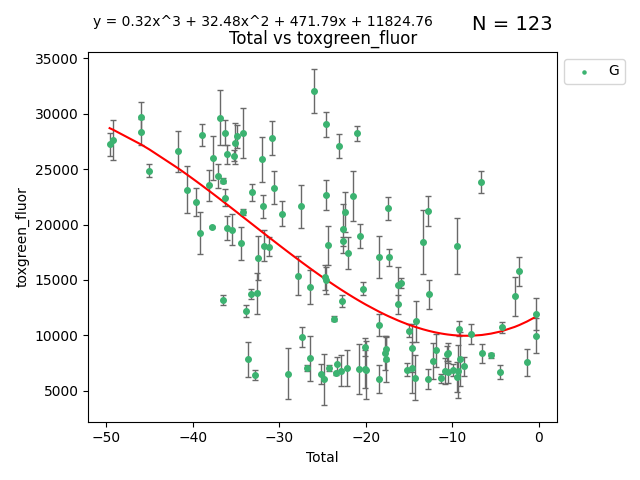 y = 0.32x^3 + 32.48x^2 + 471.79x + 11824.76
N = 123
Total vs toxgreen_fluor
G
35000
30000
25000
20000
15000
10000
5000
toxgreen_fluor
−50 −40 −30 −20 −10 0
Total